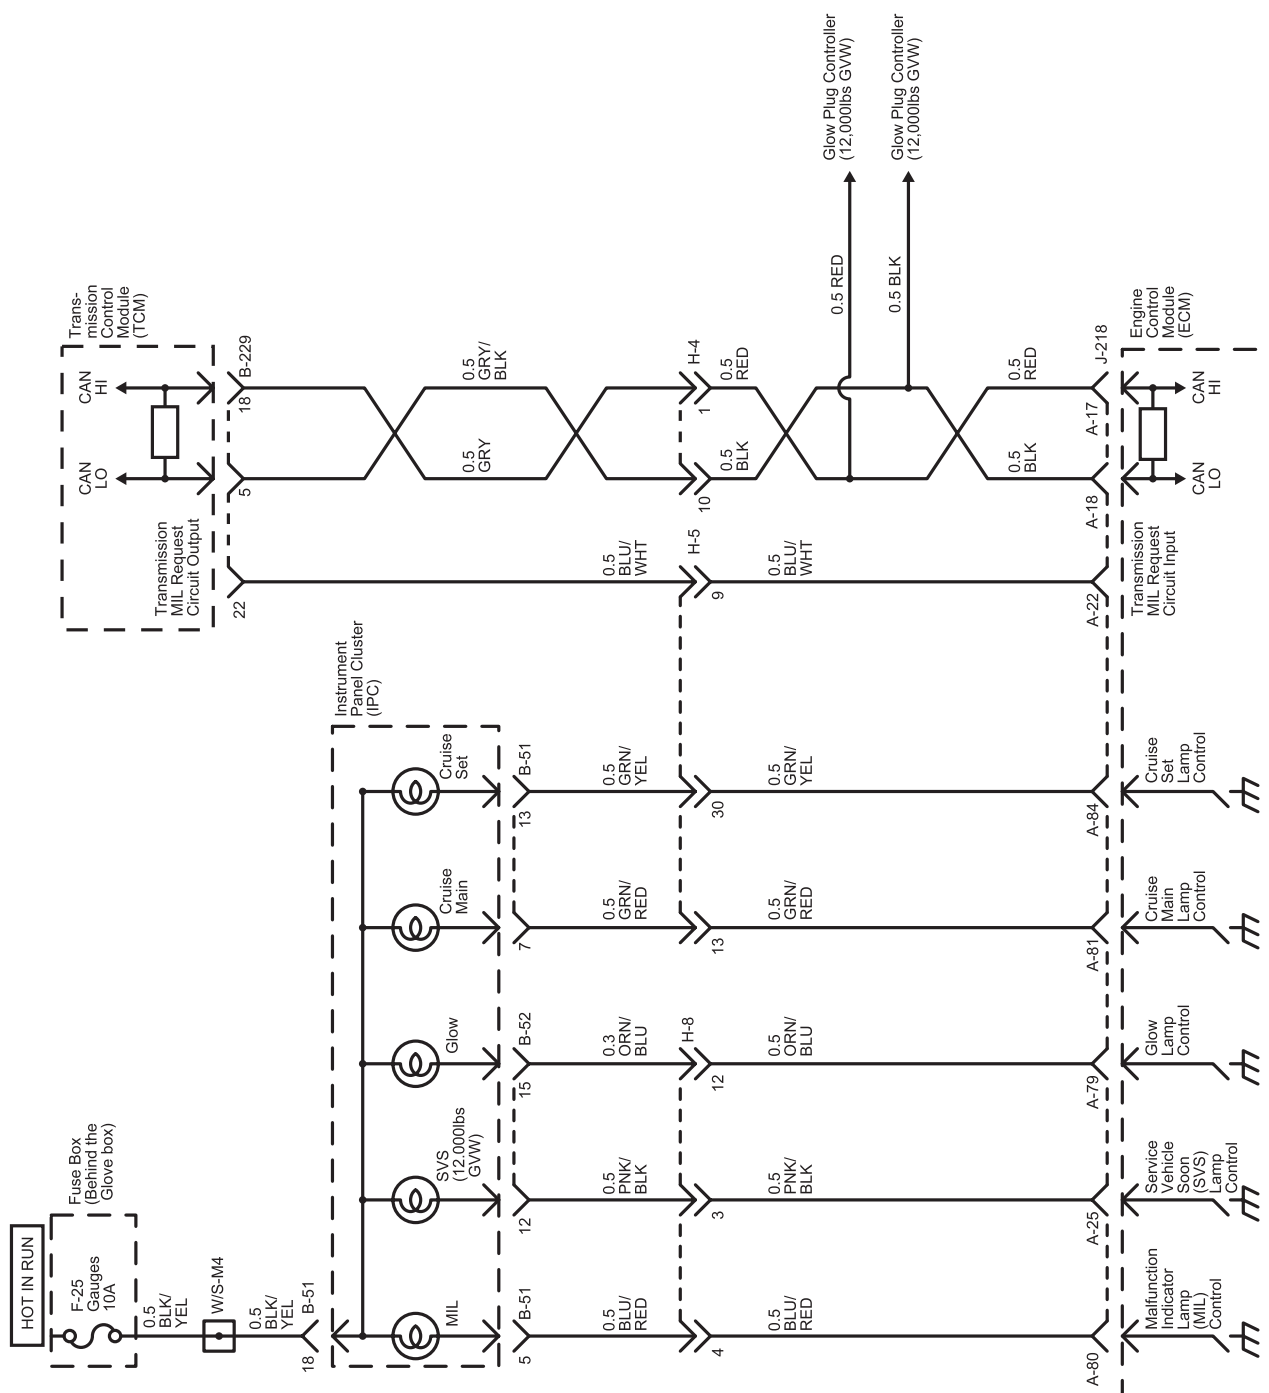 HOT IN RUN
F-25
Gauges
10A
Fuse Box
(Behind the
Glove box)
0.5
BLK/
YEL
W/S-M4
0.5
BLK/
YEL
18
B-51
Instrument
Panel Cluster
(IPC)
MIL
SVS
(12.000lbs
GVW)
Glow
Cruise
Main
Cruise
Set
5
B-51
12
15
B-52
7
13
B-51
0.5
BLU/
RED
0.5
PNK/
BLK
0.3
ORN/
BLU
0.5
GRN/
RED
0.5
GRN/
YEL
4
3
12
H-8
13
30
0.5
BLU/
RED
0.5
PNK/
BLK
0.5
ORN/
BLU
0.5
GRN/
RED
0.5
GRN/
YEL
A-80
A-25
A-79
A-81
A-84
Malfunction
Indicator
Lamp
(MIL)
Control
Service
Vehicle
Soon
(SVS)
Lamp
Control
Glow
Lamp
Control
Cruise
Main
Lamp
Control
Cruise
Set
Lamp
Control
Trans-
mission
Control
Module
(TCM)
CAN
LO
CAN
HI
Transmission
MIL Request
Circuit Output
22
5
18
B-229
0.5
GRY
0.5
GRY/
BLK
0.5
BLU/
WHT
9
H-5
10
1
H-4
0.5
BLU/
WHT
0.5
BLK
0.5
RED
0.5 RED
Glow Plug Controller
(12,000lbs GVW)
0.5 BLK
Glow Plug Controller
(12,000lbs GVW)
0.5
BLK
0.5
RED
A-22
A-18
A-17
J-218
Transmission
MIL Request
Circuit Input
CAN
LO
CAN
HI
Engine
Control
Module
(ECM)